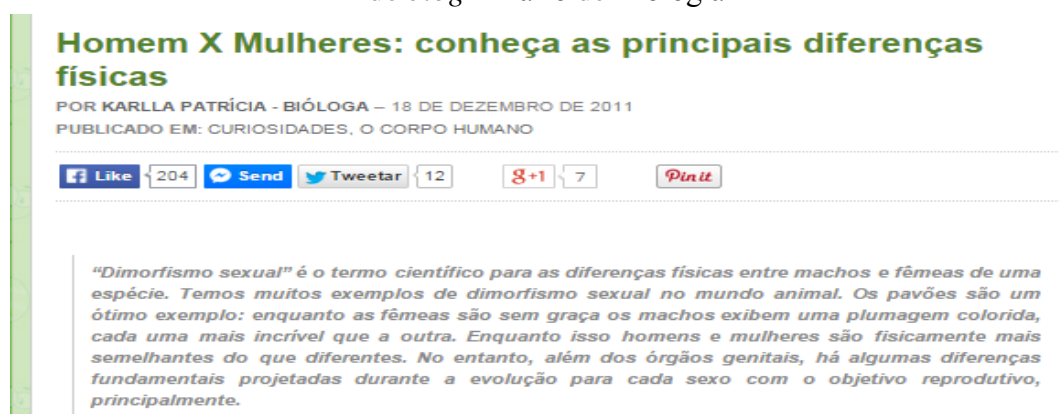 Homem X Mulheres: conheça as principais diferenças
físicas
POR KARLLA PATRÍCIA - BIÓLOGA – 18 DE DEZEMBRO DE 2011
PUBLICADO EM: CURIOSIDADES, O CORPO HUMANO
Like 204 Send Tweetar 12 g+1 7 Pin it
“Dimorfismo sexual” é o termo científico para as diferenças físicas entre machos e fêmeas de uma
espécie. Temos muitos exemplos de dimorfismo sexual no mundo animal. Os pavões são um
ótimo exemplo: enquanto as fêmeas são sem graça os machos exibem uma plumagem colorida,
cada uma mais incrível que a outra. Enquanto isso homens e mulheres são fisicamente mais
semelhantes do que diferentes. No entanto, além dos órgãos genitais, há algumas diferenças
fundamentais projetadas durante a evolução para cada sexo com o objetivo reprodutivo,
principalmente.